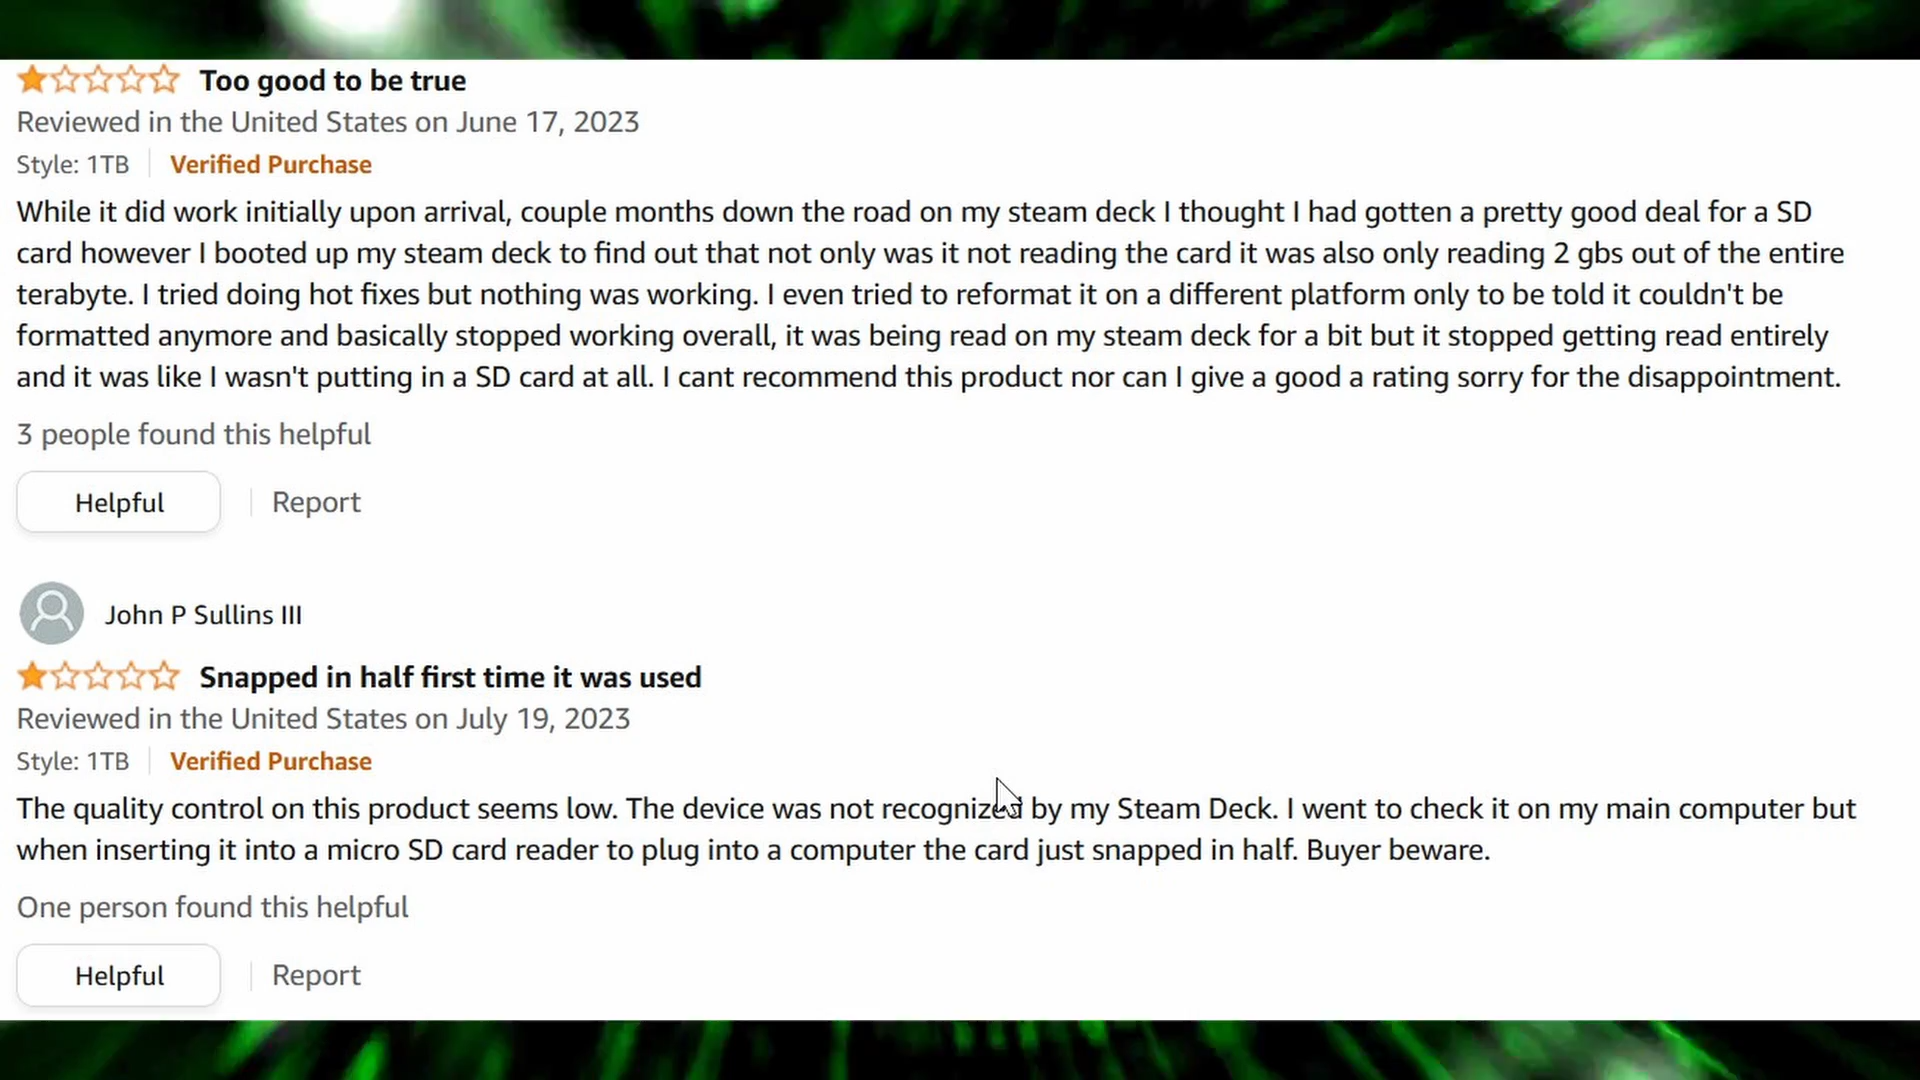 Too good to be true
Reviewed in the United States on June 17, 2023
Style: 1TB Verified Purchase
While it did work initially upon arrival, couple months down the road on my steam deck I thought I had gotten a pretty good deal for a SD
card however I booted up my steam deck to find out that not only was it not reading the card it was also only reading 2 gbs out of the entire
terabyte. I tried doing hot fixes but nothing was working. I even tried to reformat it on a different platform only to be told it couldn't be
formatted anymore and basically stopped working overall, it was being read on my steam deck for a bit but it stopped getting read entirely
and it was like I wasn't putting in a SD card at all. I cant recommend this product nor can I give a good a rating sorry for the disappointment.
3 people found this helpful
Helpful Report
John P Sullins III
Snapped in half first time it was used
Reviewed in the United States on July 19, 2023
Style: 1TB Verified Purchase
The quality control on this product seems low. The device was not recognized by my Steam Deck. I went to check it on my main computer but
when inserting it into a micro SD card reader to plug into a computer the card just snapped in half. Buyer beware.
One person found this helpful
Helpful Report